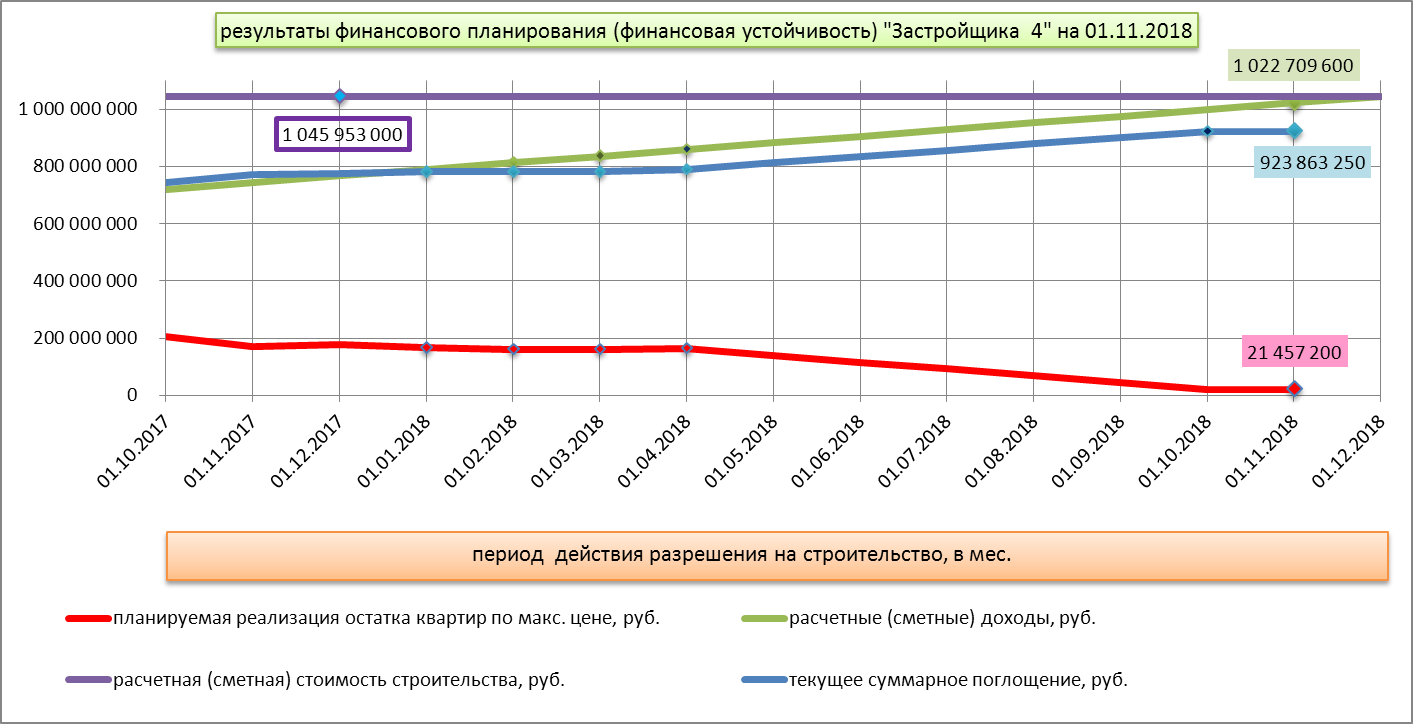 результаты финансового планирования (финансовая устойчивость) "Застройщика 4" на 01.11.2018
1 022 709 600
1 000 000 000
1 045 953 000
923 863 250
800 000 000
600 000 000
400 000 000
200 000 000
21 457 200
0
01.10.2017
01.11.2017
01.12.2017
01.01.2018
01.02.2018
01.03.2018
01.04.2018
01.05.2018
01.06.2018
01.07.2018
01.08.2018
01.09.2018
01.10.2018
01.11.2018
01.12.2018
период действия разрешения на строительство, в мес.
планируемая реализация остатка квартир по макс. цене, руб.
расчетные (сметные) доходы, руб.
расчетная (сметная) стоимость строительства, руб.
текущее суммарное поглощение, руб.